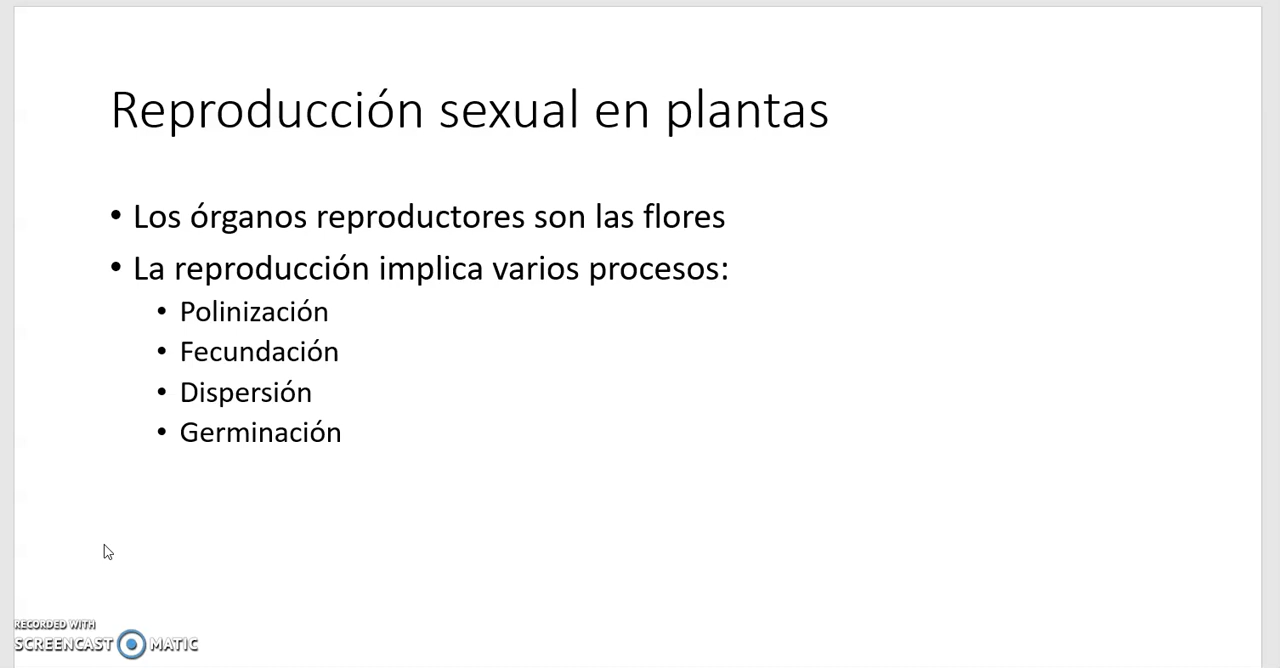 Reproducción sexual en plantas
• Los órganos reproductores son las flores
• La reproducción implica varios procesos:
• Polinización
• Fecundación
• Dispersión
• Germinación
RECORDED WITH
SCREENCAST MATIC